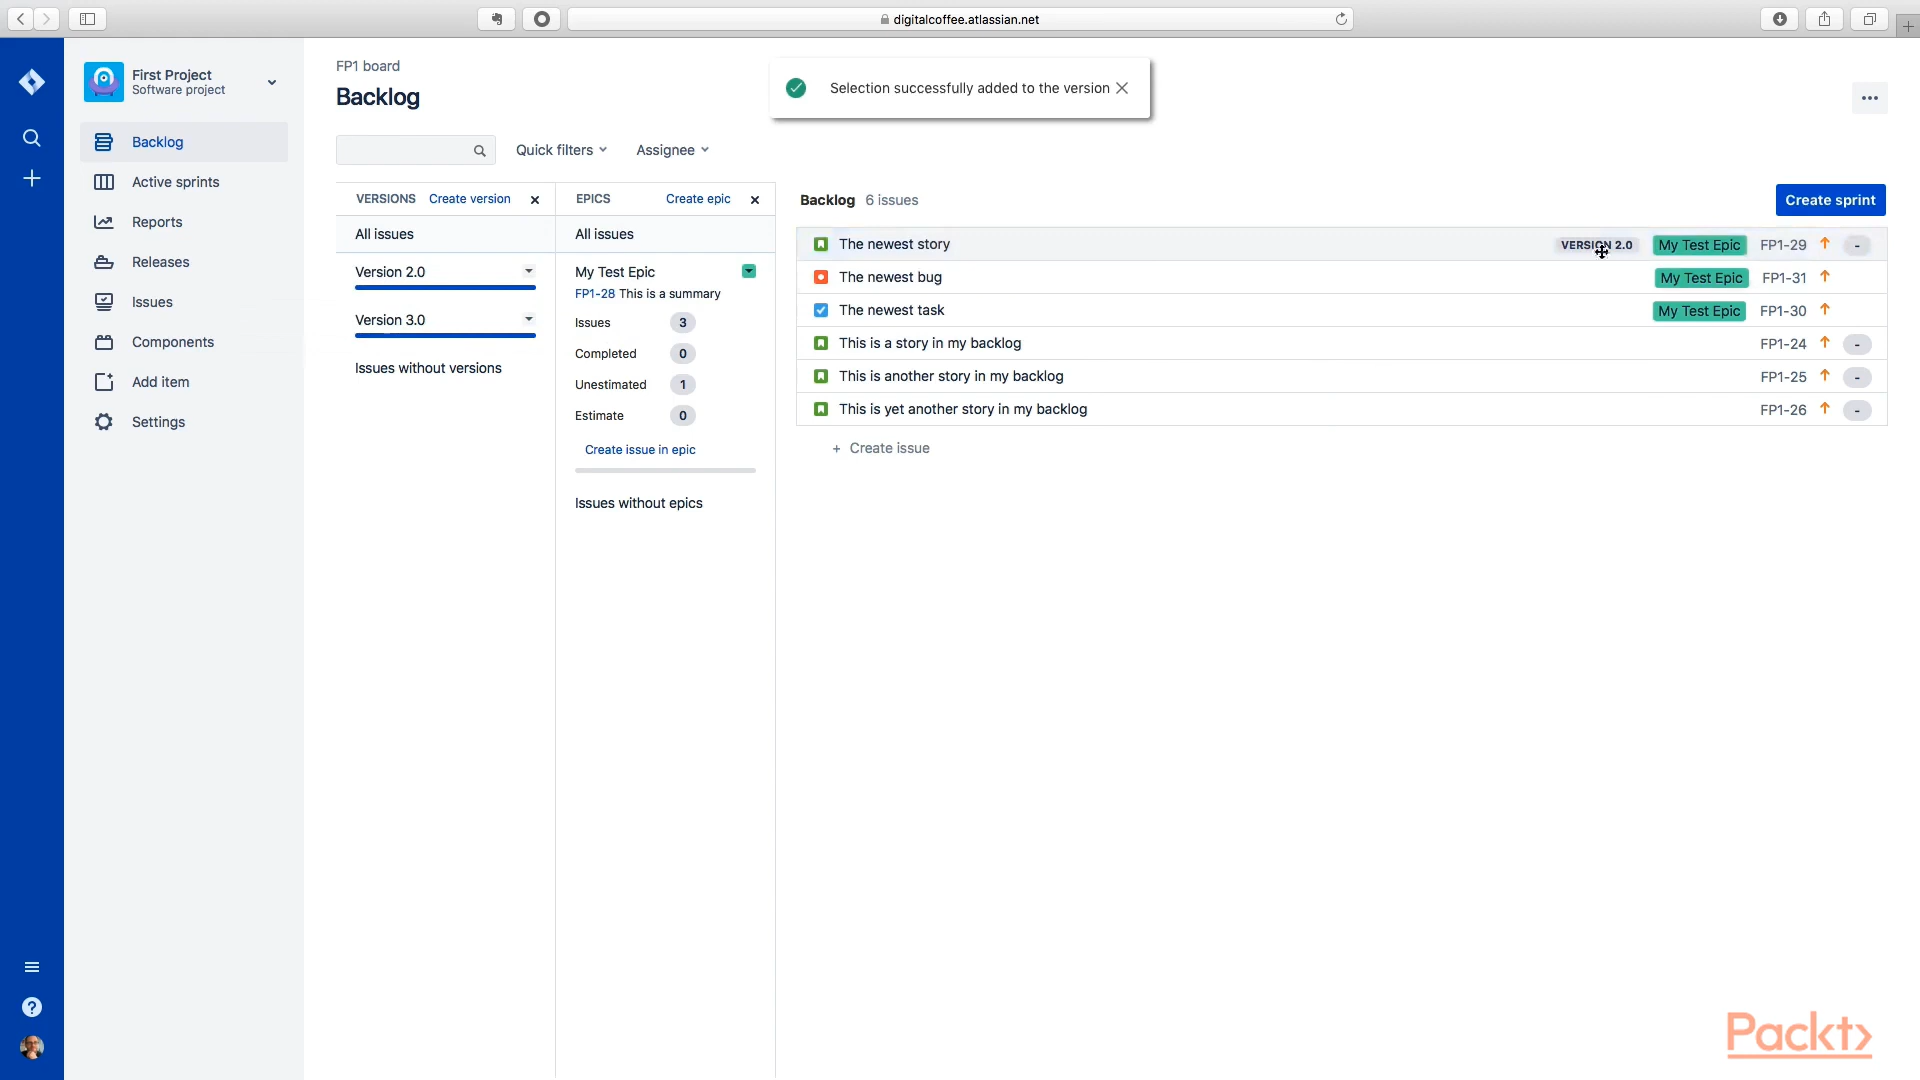 digitalcoffee.atlassian.net
First Project
Software project
Backlog
Active sprints
Reports
Releases
Issues
Components
Add item
Settings
FP1 board
Backlog
Selection successfully added to the version
Quick filters
Assignee
VERSIONS Create version
All issues
Version 2.0
Version 3.0
Issues without versions
EPICS Create epic
All issues
My Test Epic
FP1-28 This is a summary
Issues 3
Completed 0
Unestimated 1
Estimate 0
Create issue in epic
Issues without epics
Backlog 6 issues
Create sprint
The newest story VERSION 2.0 My Test Epic FP1-29 -
The newest bug My Test Epic FP1-31
The newest task My Test Epic FP1-30
This is a story in my backlog FP1-24 -
This is another story in my backlog FP1-25 -
This is yet another story in my backlog FP1-26 -
+ Create issue
Packt>